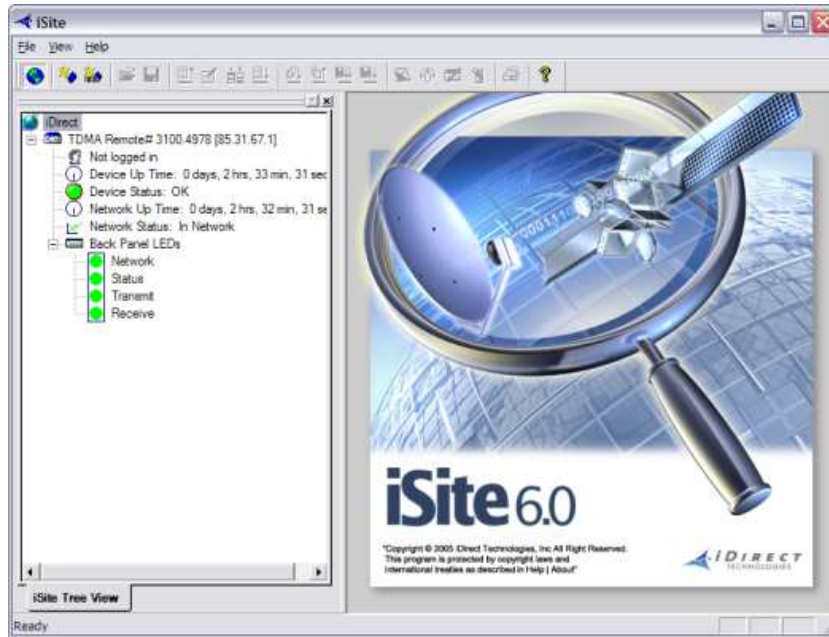 iSite
File View Help
iDirect
TDMA Remote# 3100.4978 [85.31.67.1]
Not logged in
Device Up Time: 0 days, 2 hrs, 33 min, 31 sec
Device Status: OK
Network Up Time: 0 days, 2 hrs, 32 min, 31 se
Network Status: In Network
Back Panel LEDs
Network
Status
Transmit
Receive
000111
iSite 6.0
"Copyright © 2005 iDirect Technologies, Inc All Right Reserved.
This program is protected by copyright laws and
International treaties as described in Help | About"
iDIRECT
TECHNOLOGIES
iSite Tree View
Ready